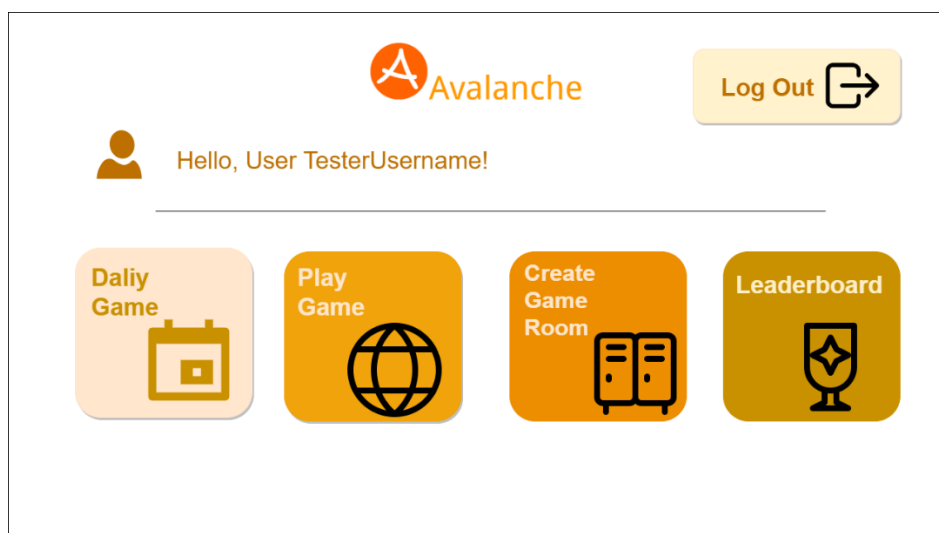 Avalanche
Log Out
Hello, User TesterUsername!
Daliy
Game
Play
Game
Create
Game
Room
Leaderboard